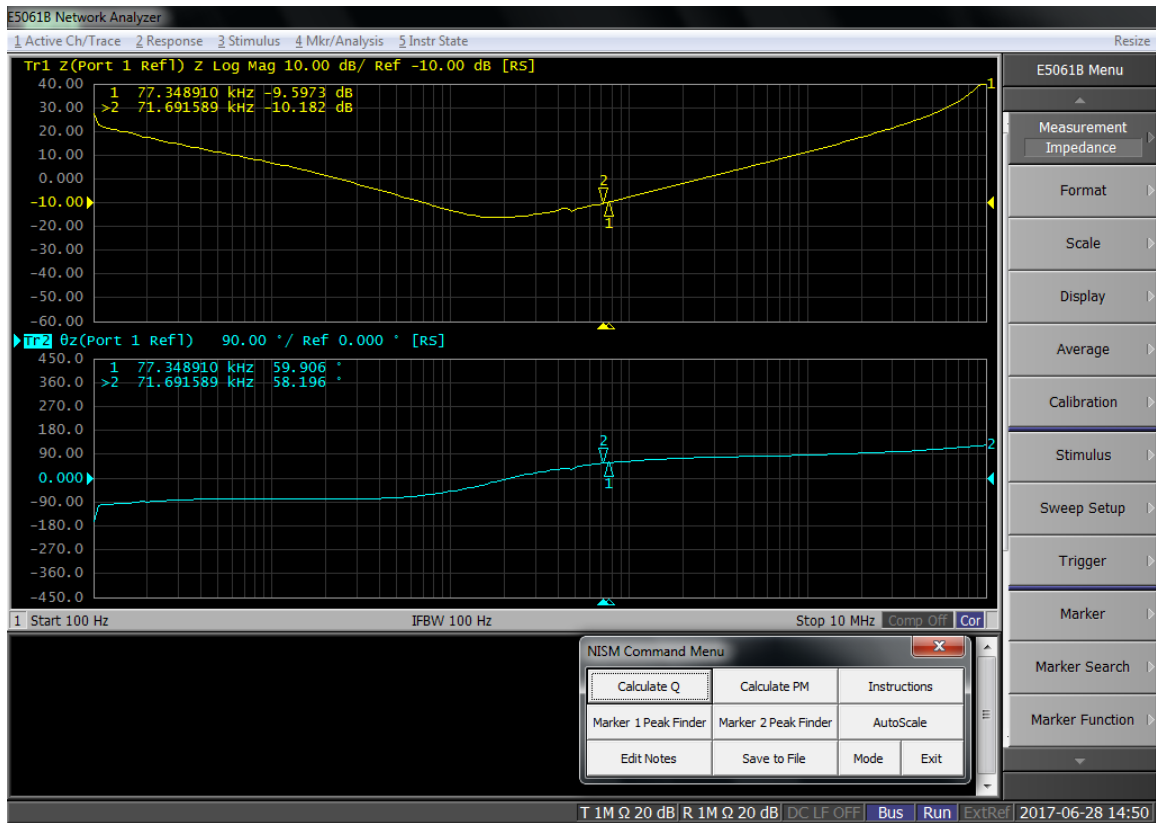 E5061B Network Analyzer
1 Active Ch/Trace 2 Response 3 Stimulus 4 Mkr/Analysis 5 Instr State Resize
Tr1 Z(Port 1 Refl) Z Log Mag 10.00 dB/ Ref -10.00 dB [RS]
40.00
30.00
20.00
10.00
0.000
-10.00
-20.00
-30.00
-40.00
-50.00
-60.00
1 77.348910 kHz -9.5973 dB
>2 71.691589 kHz -10.182 dB
1
2
1
Tr2 θz(Port 1 Refl) 90.00 °/ Ref 0.000 ° [RS]
450.0
360.0
270.0
180.0
90.00
0.000
-90.00
-180.0
-270.0
-360.0
-450.0
1 77.348910 kHz 59.906 °
>2 71.691589 kHz 58.196 °
2
2
1
1 Start 100 Hz IFBW 100 Hz Stop 10 MHz Comp Off Cor
E5061B Menu
Measurement
Impedance
Format
Scale
Display
Average
Calibration
Stimulus
Sweep Setup
Trigger
Marker
Marker Search
Marker Function
NISM Command Menu
Calculate Q Calculate PM Instructions
Marker 1 Peak Finder Marker 2 Peak Finder AutoScale
Edit Notes Save to File Mode Exit
T 1M Ω 20 dB R 1M Ω 20 dB DC LF OFF Bus Run ExtRef 2017-06-28 14:50